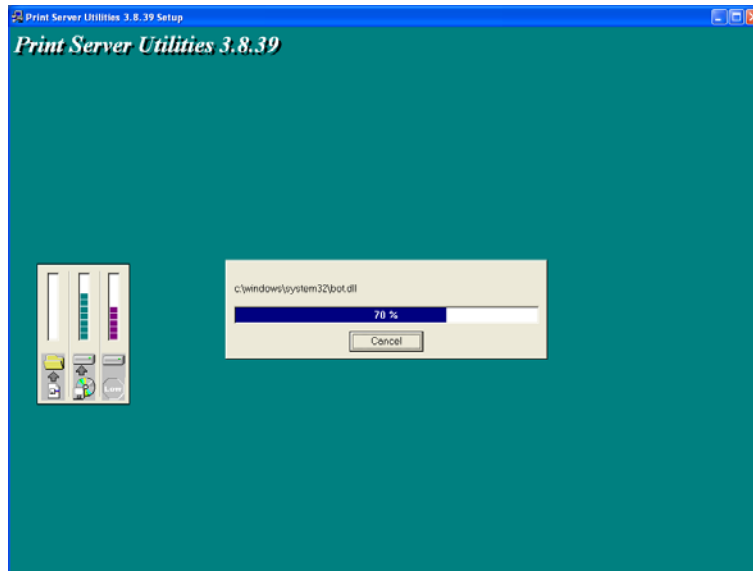 Print Server Utilities 3.8.39 Setup
Print Server Utilities 3.8.39
c:\windows\system32\bot.dll
70 %
Cancel
Low